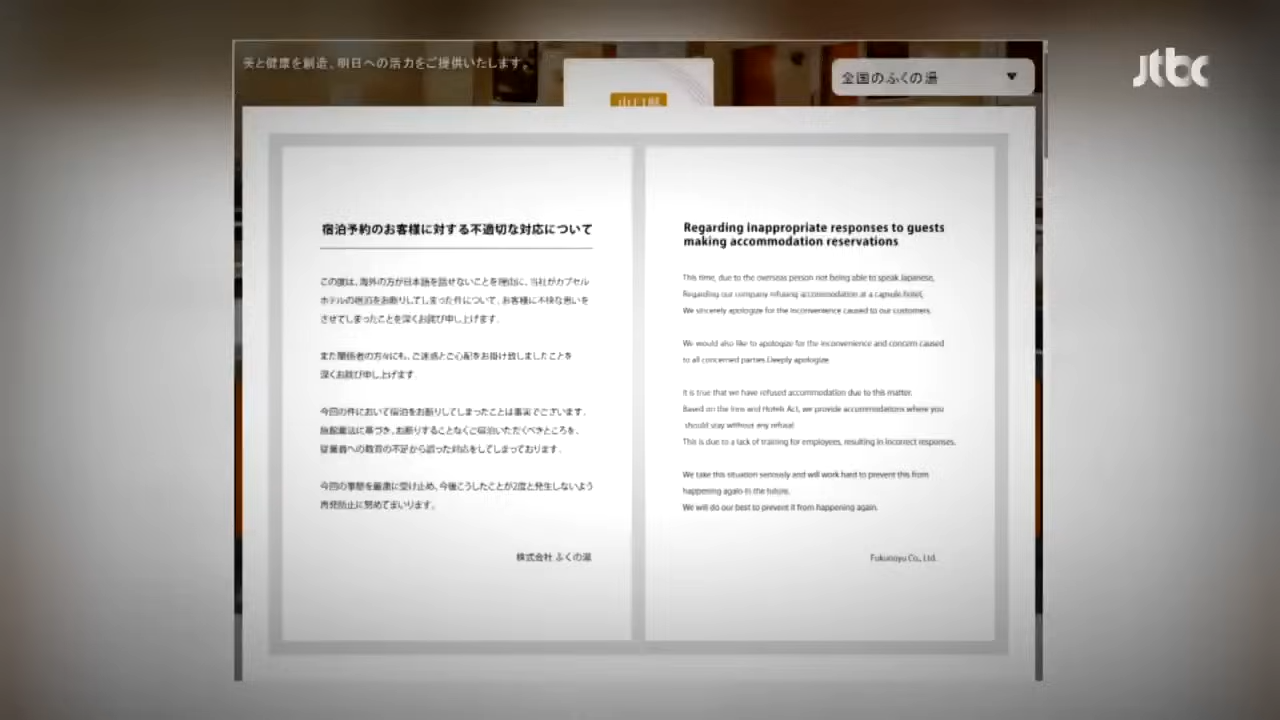 美と健康を創造、明日への活力をご提供いたします。
全国のふくの湯
jtbc
山口県
宿泊予約のお客様に対する不適切な対応について
この度は、海外の方が日本語を話せないことを理由に、当社がカプセル
ホテルの宿泊をお断りしてしまった件について、お客様に不快な思いを
させてしまったことを深くお詫び申し上げます。
また関係者の方々にも、ご迷惑とご心配をお掛け致しましたことを
深くお詫び申し上げます。
今回の件において宿泊をお断りしてしまったことは事実でございます。
旅館業法に基づき、お断りすることなくご宿泊いただくべきところを、
従業員への教育の不足から誤った対応をしてしまっております。
今回の事態を厳粛に受け止め、今後こうしたことが2度と発生しないよう
再発防止に努めてまいります。
株式会社 ふくの湯
Regarding inappropriate responses to guests
making accommodation reservations
This time, due to the overseas person not being able to speak Japanese,
Regarding our company refusing accommodation at a capsule hotel,
We sincerely apologize for the inconvenience caused to our customers.
We would also like to apologize for the inconvenience and concern caused
to all concerned parties.Deeply apologize
It is true that we have refused accommodation due to this matter.
Based on the Inns and Hotels Act, we provide accommodations where you
should stay without any refusal
This is due to a lack of training for employees, resulting in incorrect responses.
We take this situation seriously and will work hard to prevent this from
happening again in the future.
We will do our best to prevent it from happening again.
Fukunoyu Co., Ltd.